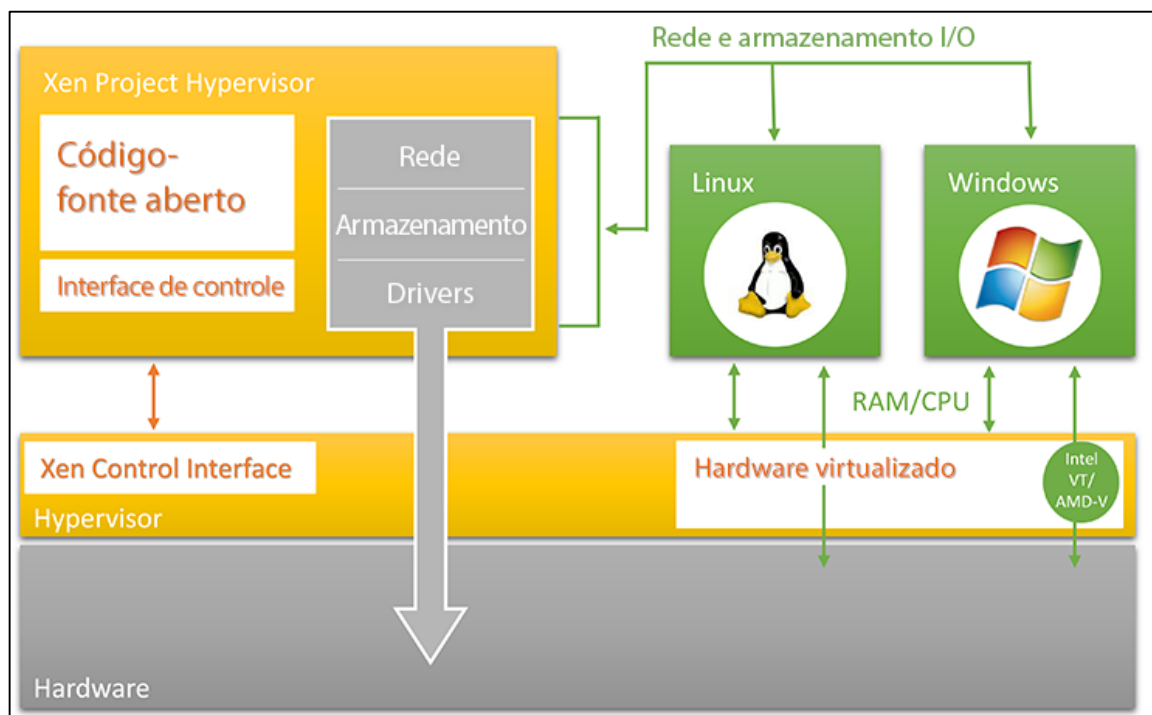 Rede e armazenamento I/O
Xen Project Hypervisor
Código-
fonte aberto
Interface de controle
Rede
Armazenamento
Drivers
Linux
Windows
RAM/CPU
Xen Control Interface
Hypervisor
Hardware virtualizado
Intel
VT/
AMD-V
Hardware